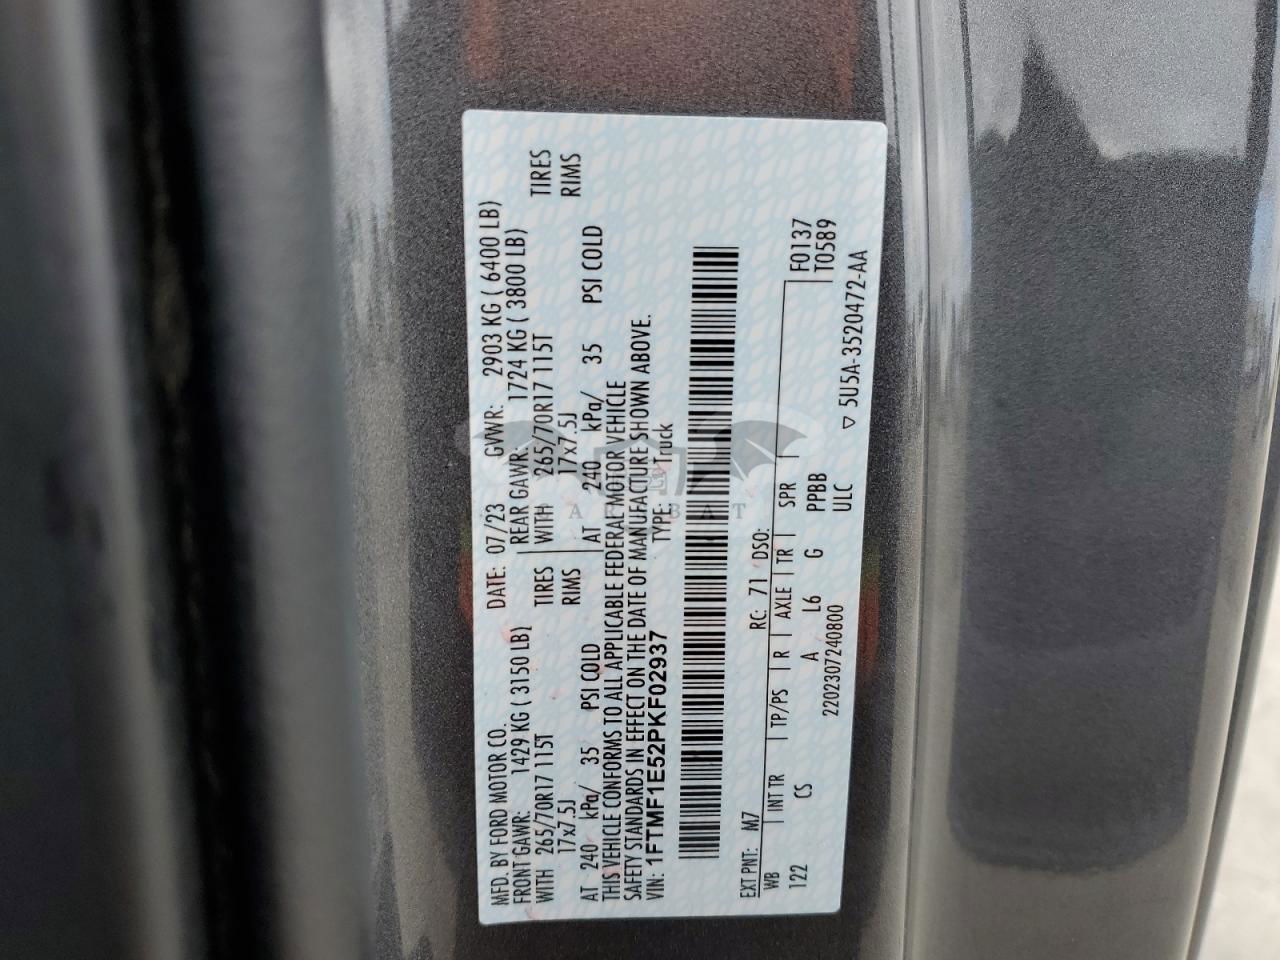 MFD. BY FORD MOTOR CO.
DATE: 07/23 GVWR: 2903 KG ( 6400 LB)
FRONT GAWR: 1429 KG ( 3150 LB)
REAR GAWR: 1724 KG ( 3800 LB)
WITH 265/70R17 115T TIRES
17x7.5J RIMS
AT 240 kPa/ 35 PSI COLD
WITH 265/70R17 115T TIRES
17x7.5J RIMS
AT 240 kPa/ 35 PSI COLD
THIS VEHICLE CONFORMS TO ALL APPLICABLE FEDERAL MOTOR VEHICLE
SAFETY STANDARDS IN EFFECT ON THE DATE OF MANUFACTURE SHOWN ABOVE.
VIN: 1FTMF1E52PKF02937 TYPE: Truck
EXT PNT: M7 RC: 71 DSO:
WB INT TR TP/PS R AXLE TR SPR F0137
T0589
122 CS A L6 G PPBB
2202307240800 ULC
5U5A-3520472-AA